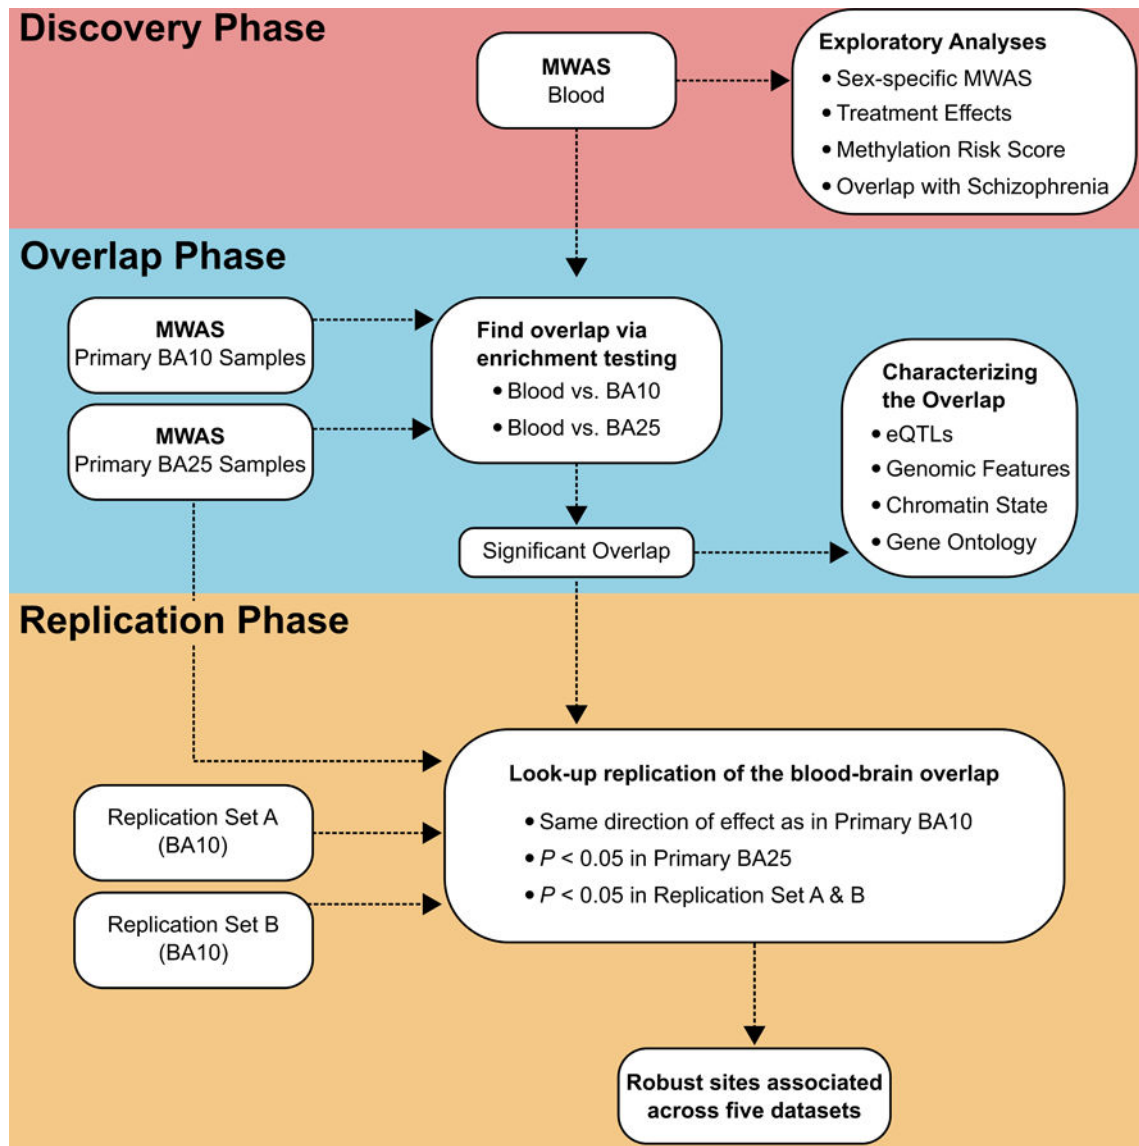 Discovery Phase
MWAS
Blood
Exploratory Analyses
• Sex-specific MWAS
• Treatment Effects
• Methylation Risk Score
• Overlap with Schizophrenia
Overlap Phase
MWAS
Primary BA10 Samples
MWAS
Primary BA25 Samples
Find overlap via
enrichment testing
• Blood vs. BA10
• Blood vs. BA25
Significant Overlap
Characterizing
the Overlap
• eQTLs
• Genomic Features
• Chromatin State
• Gene Ontology
Replication Phase
Replication Set A
(BA10)
Replication Set B
(BA10)
Look-up replication of the blood-brain overlap
• Same direction of effect as in Primary BA10
• P < 0.05 in Primary BA25
• P < 0.05 in Replication Set A & B
Robust sites associated
across five datasets